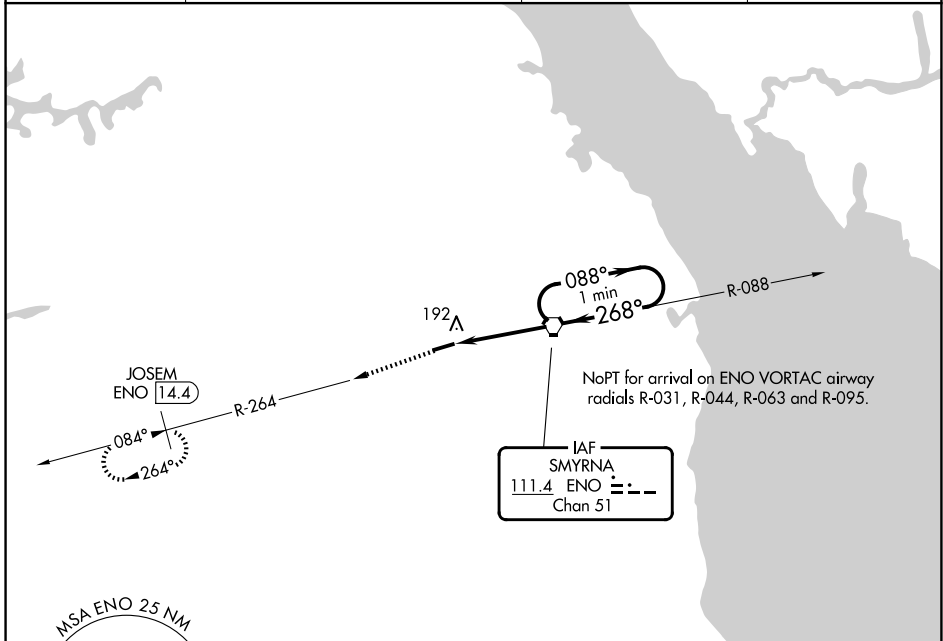 088°
1 min
268°
R-088
192
JOSEM
ENO 14.4
R-264
084°
264°
NoPT for arrival on ENO VORTAC airway
radials R-031, R-044, R-063 and R-095.
IAF
SMYRNA
111.4 ENO
Chan 51
MSA ENO 25 NM